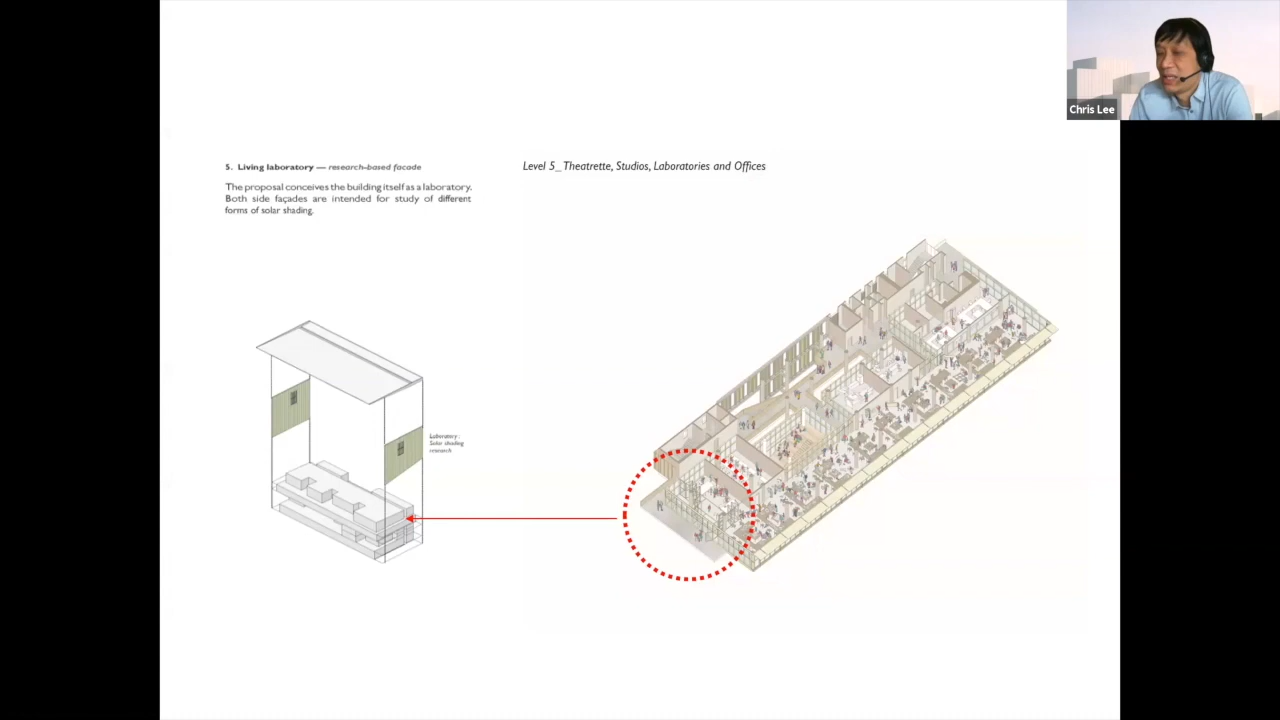 Chris Lee
5. Living laboratory — research-based facade
The proposal conceives the building itself as a laboratory.
Both side façades are intended for study of different
forms of solar shading.
Level 5_Theatrette, Studios, Laboratories and Offices
Laboratory :
Solar shading
research